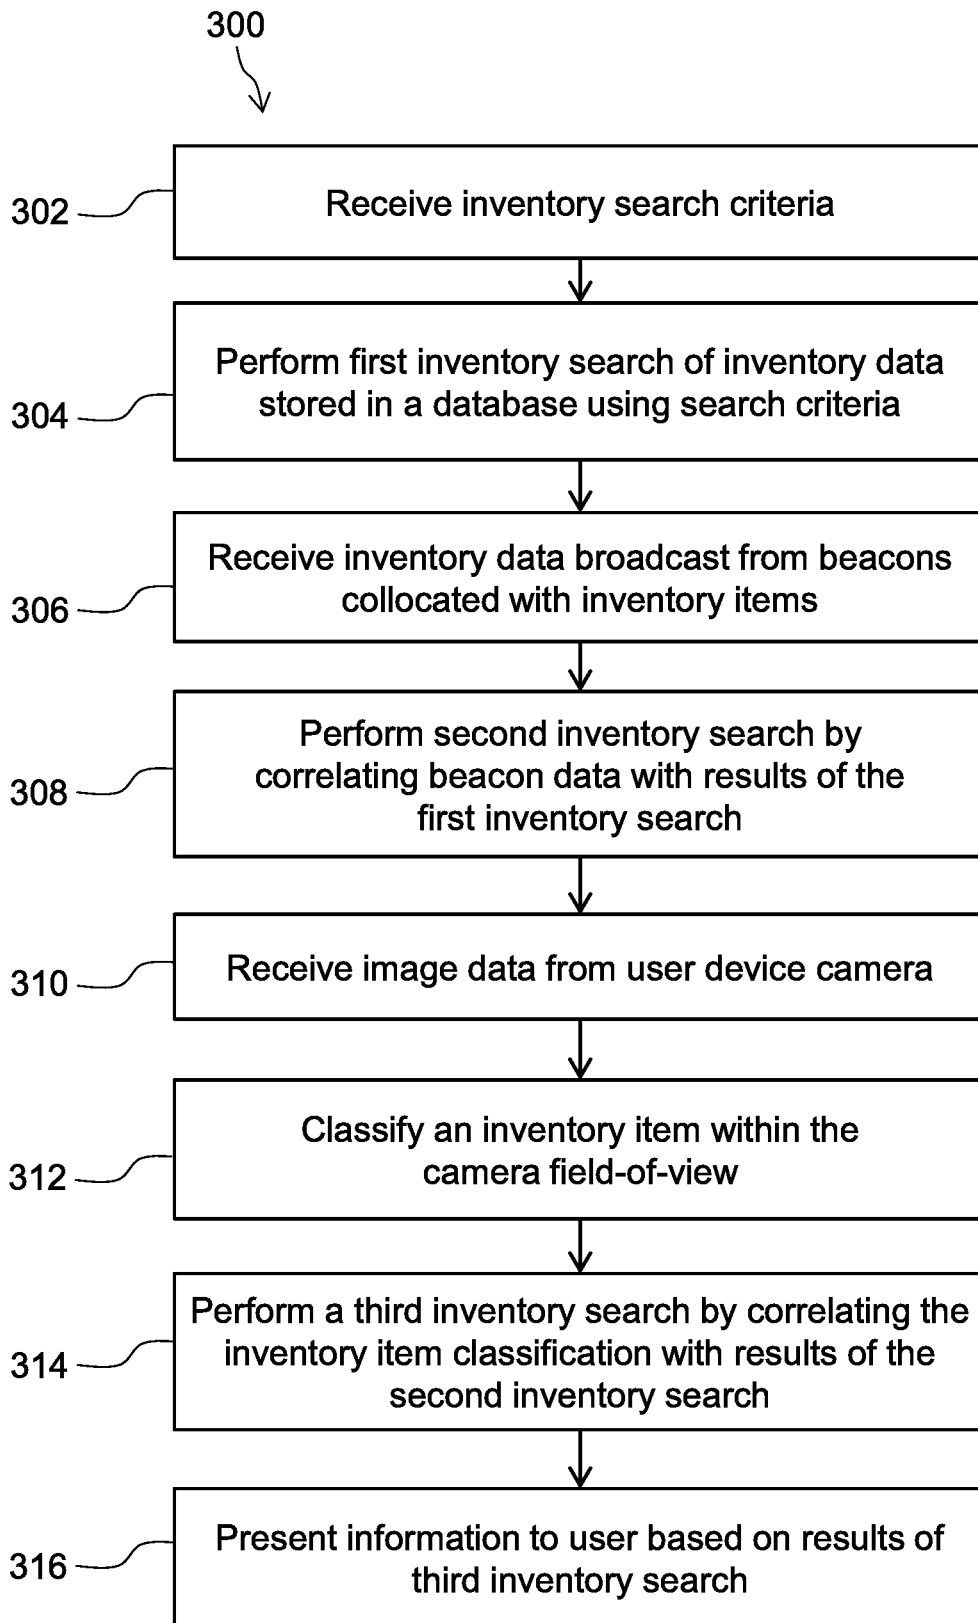 300
302
Receive inventory search criteria
304
Perform first inventory search of inventory data
stored in a database using search criteria
306
Receive inventory data broadcast from beacons
collocated with inventory items
308
Perform second inventory search by
correlating beacon data with results of the
first inventory search
310
Receive image data from user device camera
312
Classify an inventory item within the
camera field-of-view
314
Perform a third inventory search by correlating the
inventory item classification with results of the
second inventory search
316
Present information to user based on results of
third inventory search